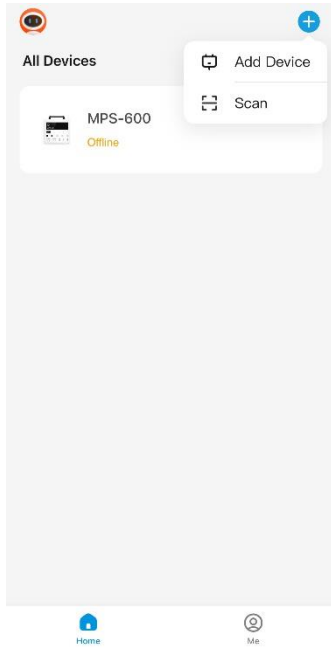 All Devices
Add Device
Scan
MPS-600
Offline
Home
Me